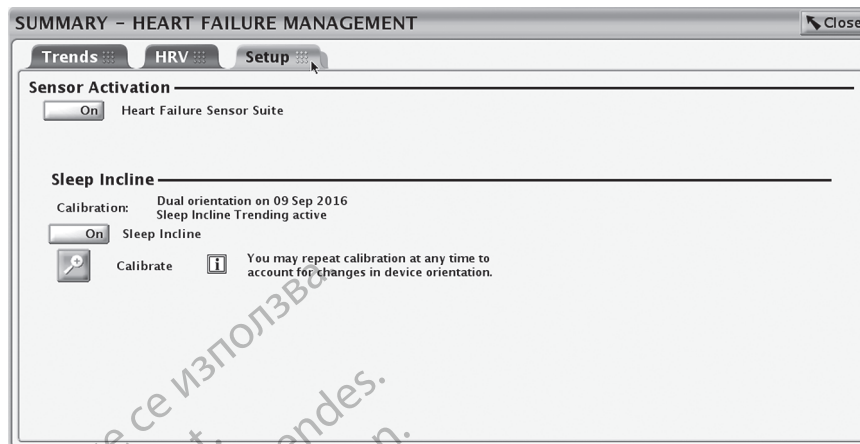 SUMMARY – HEART FAILURE MANAGEMENT
Close
Trends HRV Setup
Sensor Activation
On Heart Failure Sensor Suite
Sleep Incline
Calibration: Dual orientation on 09 Sep 2016
Sleep Incline Trending active
On Sleep Incline
Calibrate i You may repeat calibration at any time to
account for changes in device orientation.
се използва.